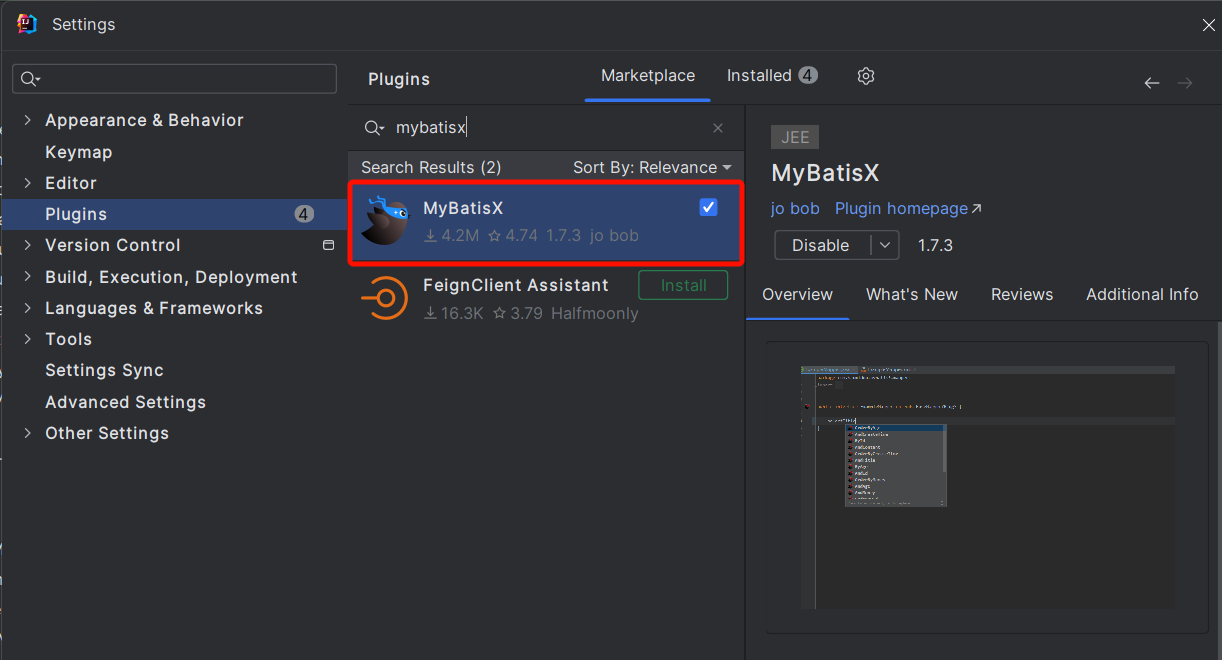 Settings
Plugins
Marketplace
Installed 4
Appearance & Behavior
Keymap
Editor
Plugins 4
Version Control
Build, Execution, Deployment
Languages & Frameworks
Tools
Settings Sync
Advanced Settings
Other Settings
mybatisx
Search Results (2) Sort By: Relevance
MyBatisX
4.2M 4.74 1.7.3 jo bob
FeignClient Assistant Install
16.3K 3.79 Halfmoonly
JEE
MyBatisX
jo bob Plugin homepage
Disable 1.7.3
Overview What's New Reviews Additional Info